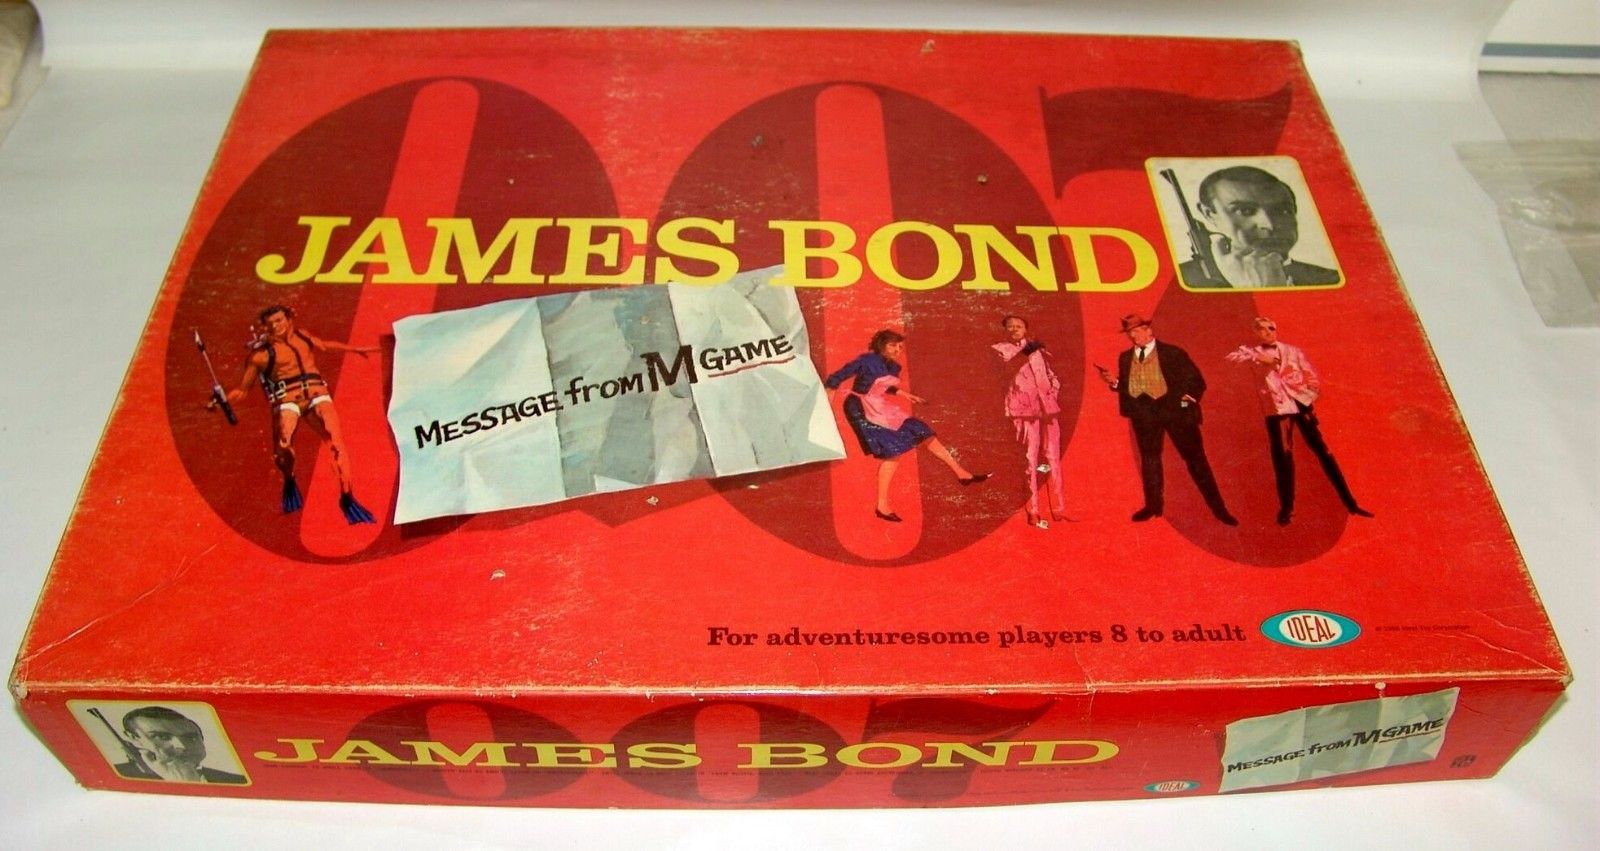 007
JAMES BOND
MESSAGE from M GAME
For adventuresome players 8 to adult
IDEAL
007
JAMES BOND
MESSAGE from M GAME
IDEAL